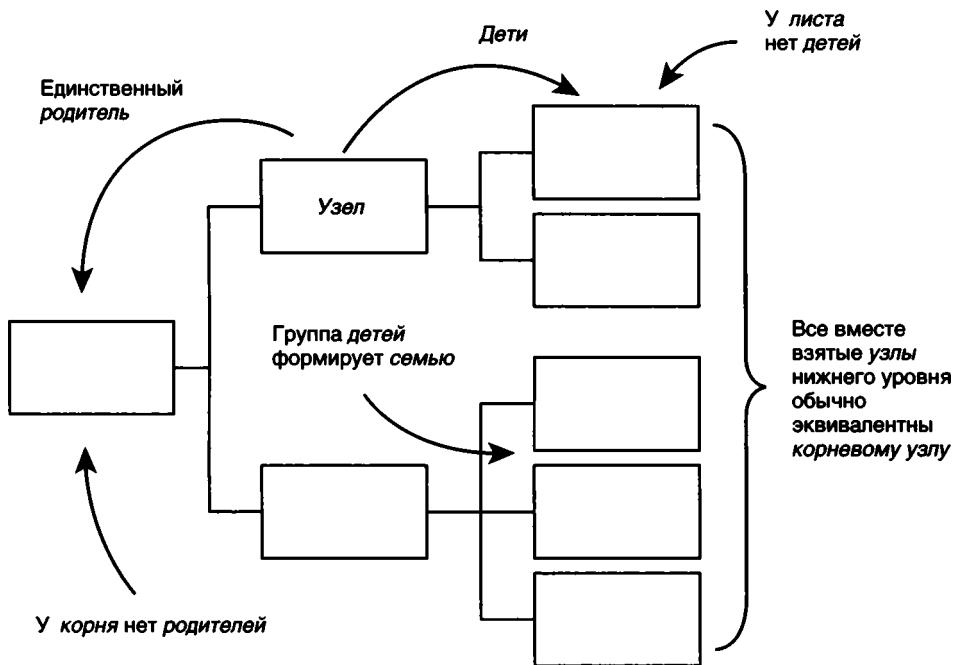 У листа
нет детей
Дети
Единственный
родитель
Узел
Группа детей
формирует семью
Все вместе
взятые узлы
нижнего уровня
обычно
эквивалентны
корневому узлу
У корня нет родителей